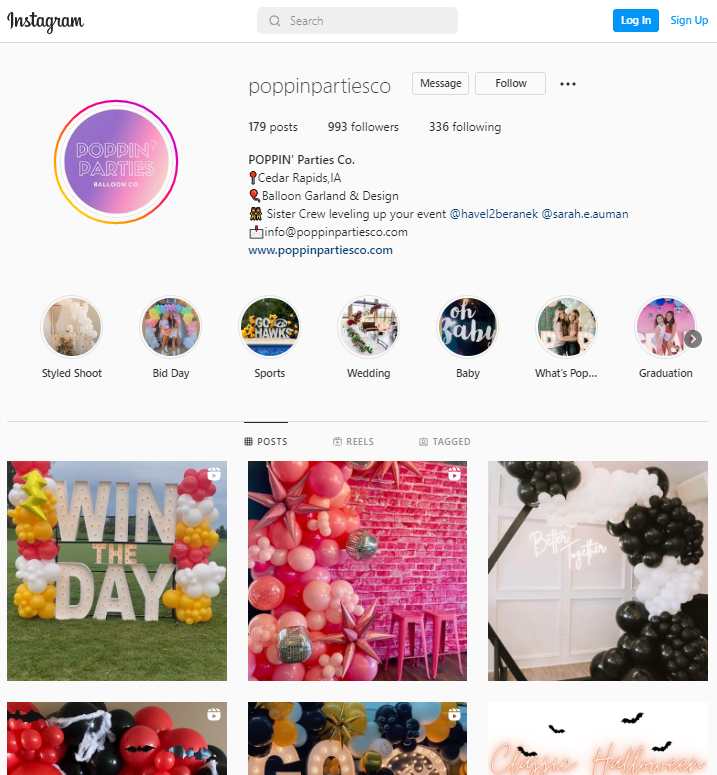 Instagram
Search
Log In
Sign Up
poppinpartiesco
Message
Follow
179 posts
993 followers
336 following
POPPIN' PARTIES
BALLOON CO.
POPPIN’ Parties Co.
Cedar Rapids,IA
Balloon Garland & Design
Sister Crew leveling up your event @havel2beranek @sarah.e.auman
info@poppinpartiesco.com
www.poppinpartiesco.com
GO
HAWKS
oh
baby
Styled Shoot
Bid Day
Sports
Wedding
Baby
What's Pop...
Graduation
POSTS
REELS
TAGGED
WIN
THE
DAY
Better
Together
Classic Halloween